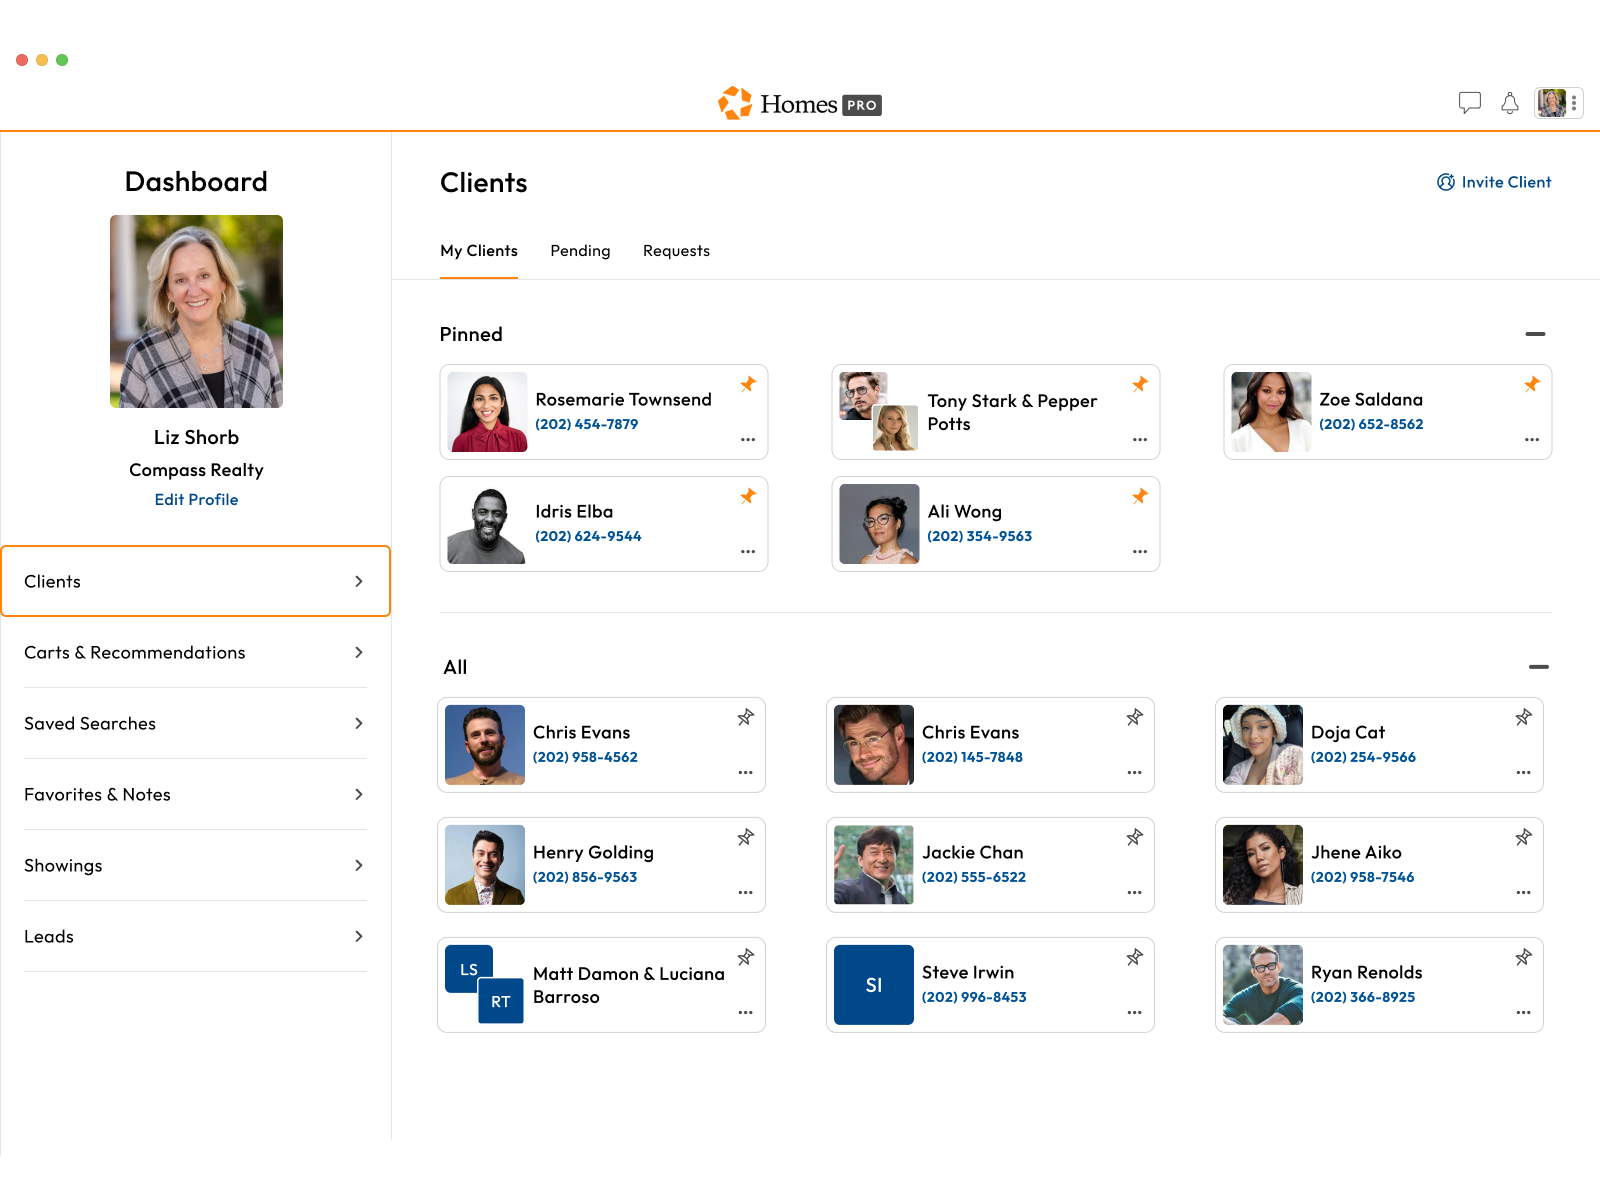 Homes PRO
Dashboard
Liz Shorb
Compass Realty
Edit Profile
Clients
Carts & Recommendations
Saved Searches
Favorites & Notes
Showings
Leads
Clients
Invite Client
My Clients
Pending
Requests
Pinned
Rosemarie Townsend
(202) 454-7879
Tony Stark & Pepper
Potts
Zoe Saldana
(202) 652-8562
Idris Elba
(202) 624-9544
Ali Wong
(202) 354-9563
All
Chris Evans
(202) 958-4562
Chris Evans
(202) 145-7848
Doja Cat
(202) 254-9566
Henry Golding
(202) 856-9563
Jackie Chan
(202) 555-6522
Jhene Aiko
(202) 958-7546
LS
RT
Matt Damon & Luciana
Barroso
SI
Steve Irwin
(202) 996-8453
Ryan Renolds
(202) 366-8925